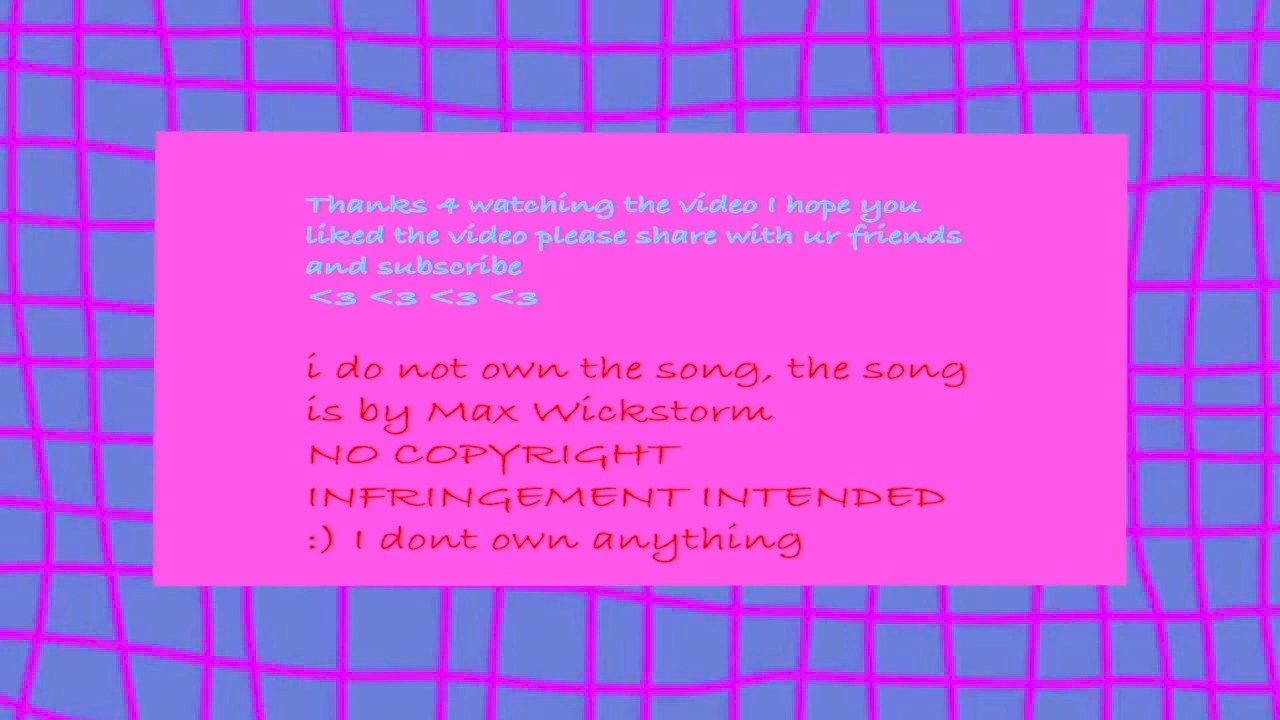 Thanks 4 watching the video I hope you
liked the video please share with ur friends
and subscribe
<3 <3 <3 <3
i do not own the song, the song
is by Max Wickstorm
NO COPYRIGHT
INFRINGEMENT INTENDED
:) I dont own anything